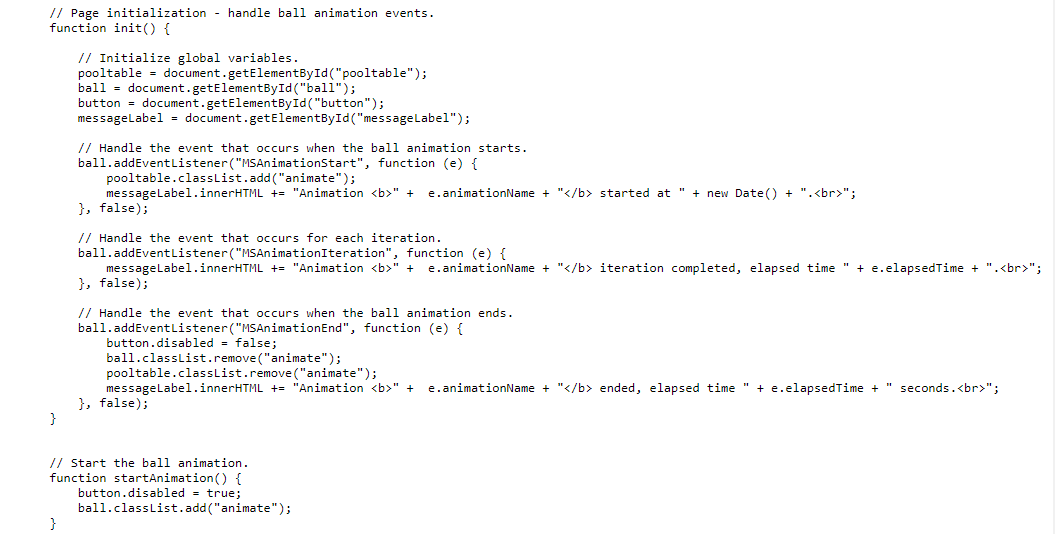 // Page initialization - handle ball animation events.
function init() {
// Initialize global variables.
pooltable = document.getElementById("pooltable");
ball = document.getElementById("ball");
button = document.getElementById("button");
messageLabel = document.getElementById("messageLabel");
// Handle the event that occurs when the ball animation starts.
ball.addEventListener("MSAnimationStart", function (e) {
pooltable.classList.add("animate");
messageLabel.innerHTML += "Animation <b>" +  e.animationName + "</b> started at " + new Date() + ".<br>";
}, false);
// Handle the event that occurs for each iteration.
ball.addEventListener("MSAnimationIteration", function (e) {
messageLabel.innerHTML += "Animation <b>" +  e.animationName + "</b> iteration completed, elapsed time " + e.elapsedTime + ".<br>";
}, false);
// Handle the event that occurs when the ball animation ends.
ball.addEventListener("MSAnimationEnd", function (e) {
button.disabled = false;
ball.classList.remove("animate");
pooltable.classList.remove("animate");
messageLabel.innerHTML += "Animation <b>" +  e.animationName + "</b> ended, elapsed time " + e.elapsedTime + " seconds.<br>";
}, false);
}
// Start the ball animation.
function startAnimation() {
button.disabled = true;
ball.classList.add("animate");
}